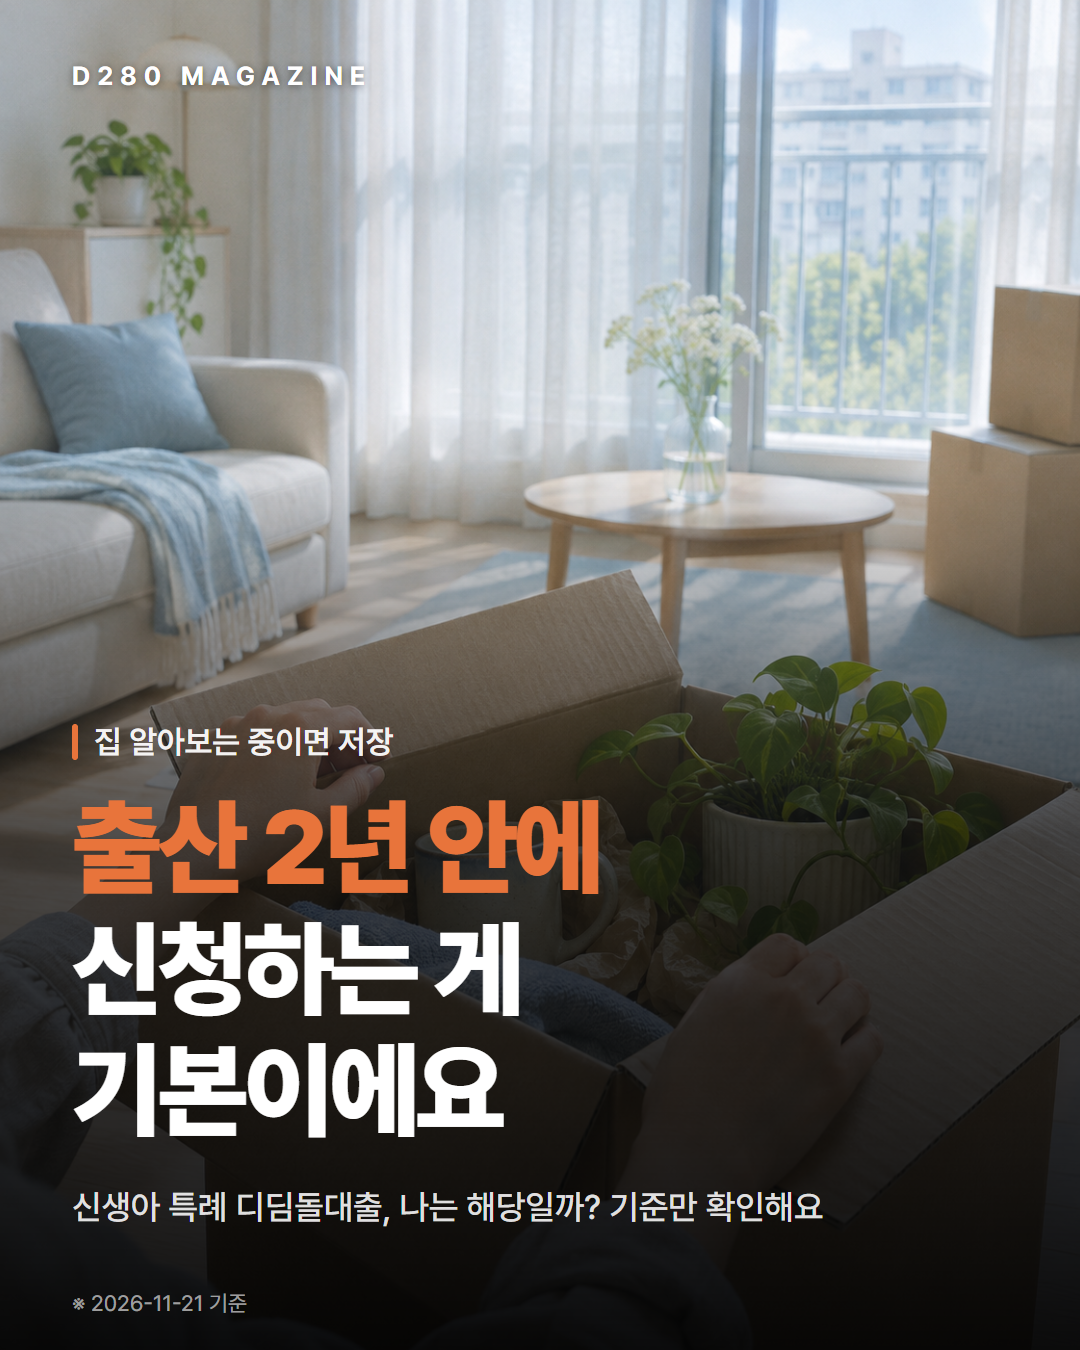 D280 MAGAZINE
집 알아보는 중이면 저장
출산 2년 안에
신청하는 게
기본이에요
신생아 특례 디딤돌대출, 나는 해당일까? 기준만 확인해요
※ 2026-11-21 기준